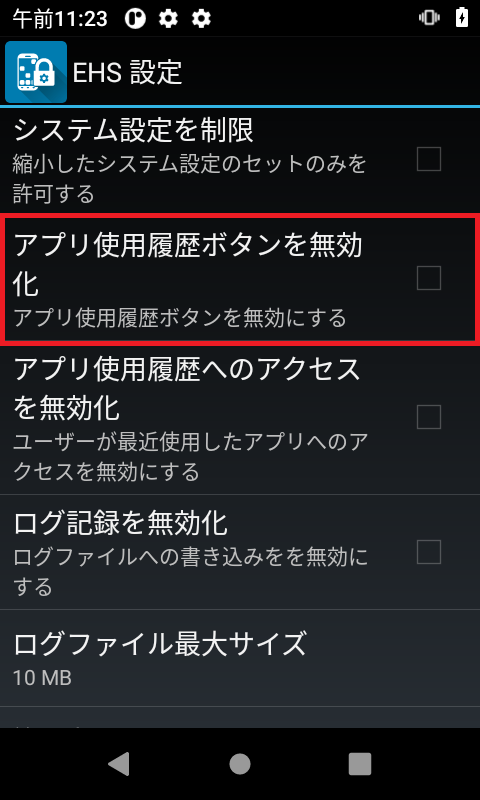 午前11:23
EHS 設定
システム設定を制限
縮小したシステム設定のセットのみを
許可する
アプリ使用履歴ボタンを無効
化
アプリ使用履歴ボタンを無効にする
アプリ使用履歴へのアクセス
を無効化
ユーザーが最近使用したアプリへのア
クセスを無効にする
ログ記録を無効化
ログファイルへの書き込みをを無効に
する
ログファイル最大サイズ
10 MB